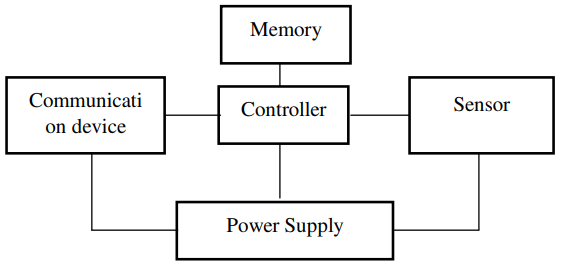 Memory
Communicati
on device
Controller
Sensor
Power Supply